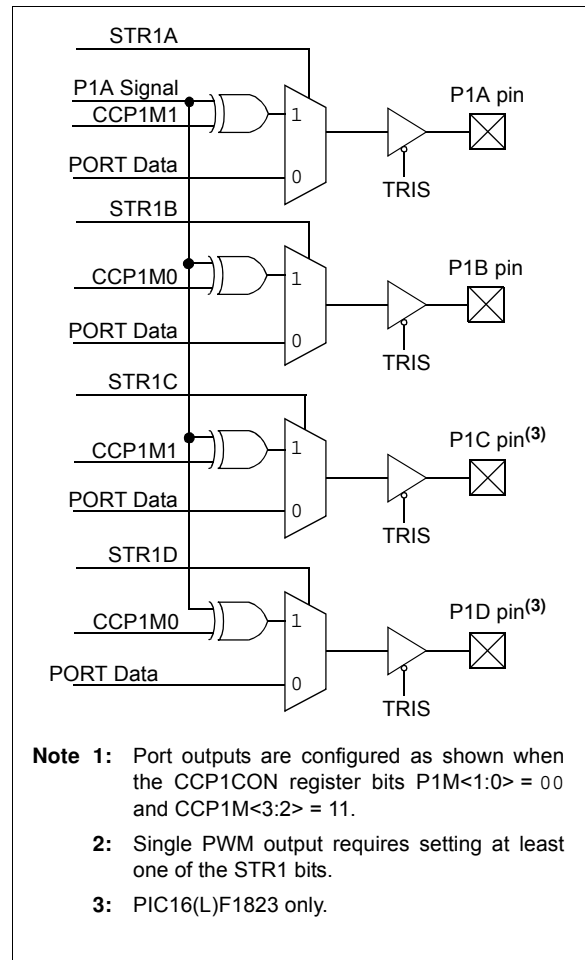 STR1A
P1A Signal
CCP1M1
1
P1A pin
PORT Data
0
TRIS
STR1B
CCP1M0
1
P1B pin
PORT Data
0
TRIS
STR1C
CCP1M1
1
P1C pin(3)
PORT Data
0
TRIS
STR1D
CCP1M0
1
P1D pin(3)
PORT Data
0
TRIS
Note 1: Port outputs are configured as shown when
the CCP1CON register bits P1M<1:0> = 00
and CCP1M<3:2> = 11.
2: Single PWM output requires setting at least
one of the STR1 bits.
3: PIC16(L)F1823 only.